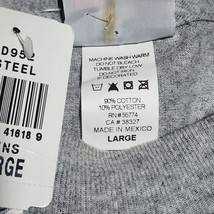 D952
STEEL
41618 9
ENS
RGE
MACHINE WASH WARM
DO NOT BLEACH
TUMBLE DRY LOW
DO NOT IRON
IF DECORATED
90% COTTON
10% POLYESTER
RN# 56774
CA # 38327
MADE IN MEXICO
LARGE